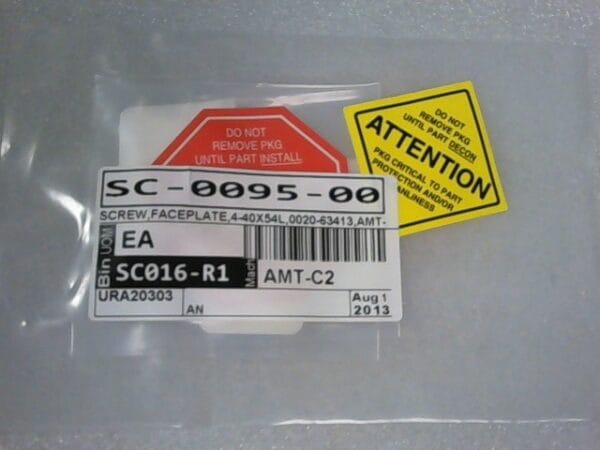 DO NOT
REMOVE PKG
UNTIL PART INSTALL
DO NOT
REMOVE PKG
UNTIL PART DECON
ATTENTION
PKG CRITICAL TO PART
PROTECTION AND/OR
ANLINESS
SC-0095-00
SCREW,FACEPLATE,4-40X54L,0020-63413,AMT-
UOM
EA
Bin
SC016-R1
Mach
AMT-C2
URA20303
AN
Aug 1
2013